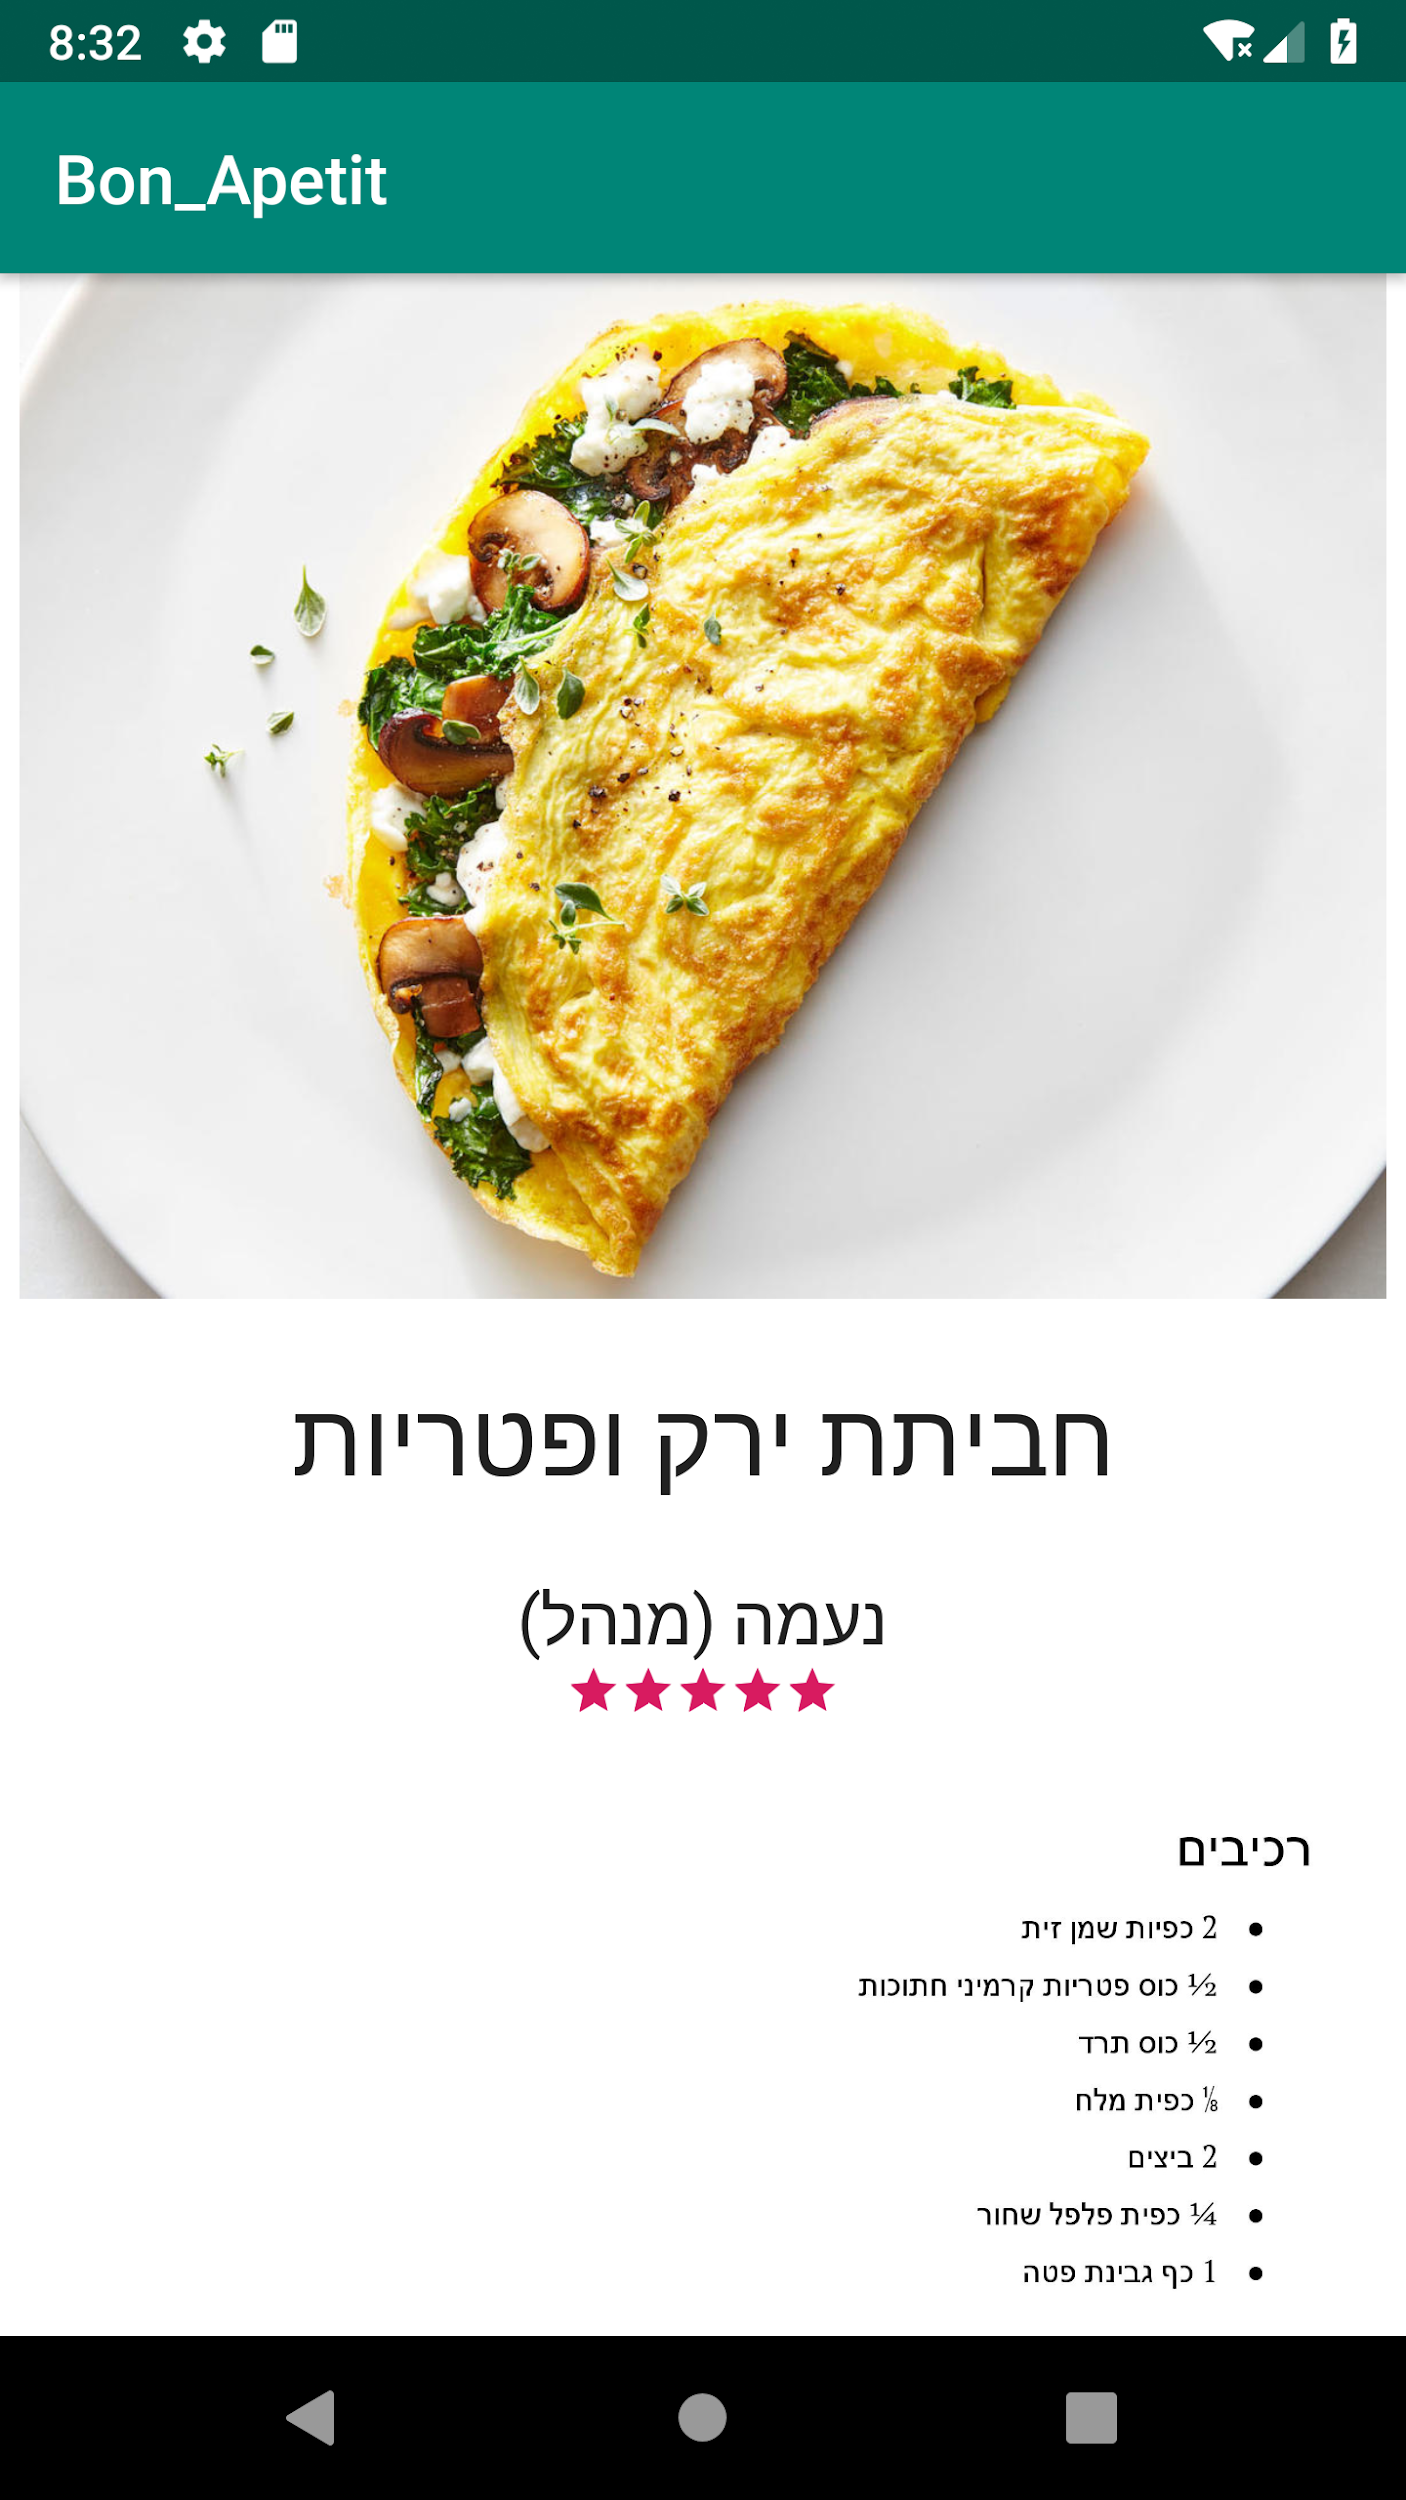 8:32
Bon_Apetit
חביתת ירק ופטריות
נעמה (מנהל)
רכיבים
• 2 כפיות שמן זית
• ½ כוס פטריות קרמיני חתוכות
• ½ כוס תרד
• ⅛ כפית מלח
• 2 ביצים
• ¼ כפית פלפל שחור
• 1 כף גבינת פטה